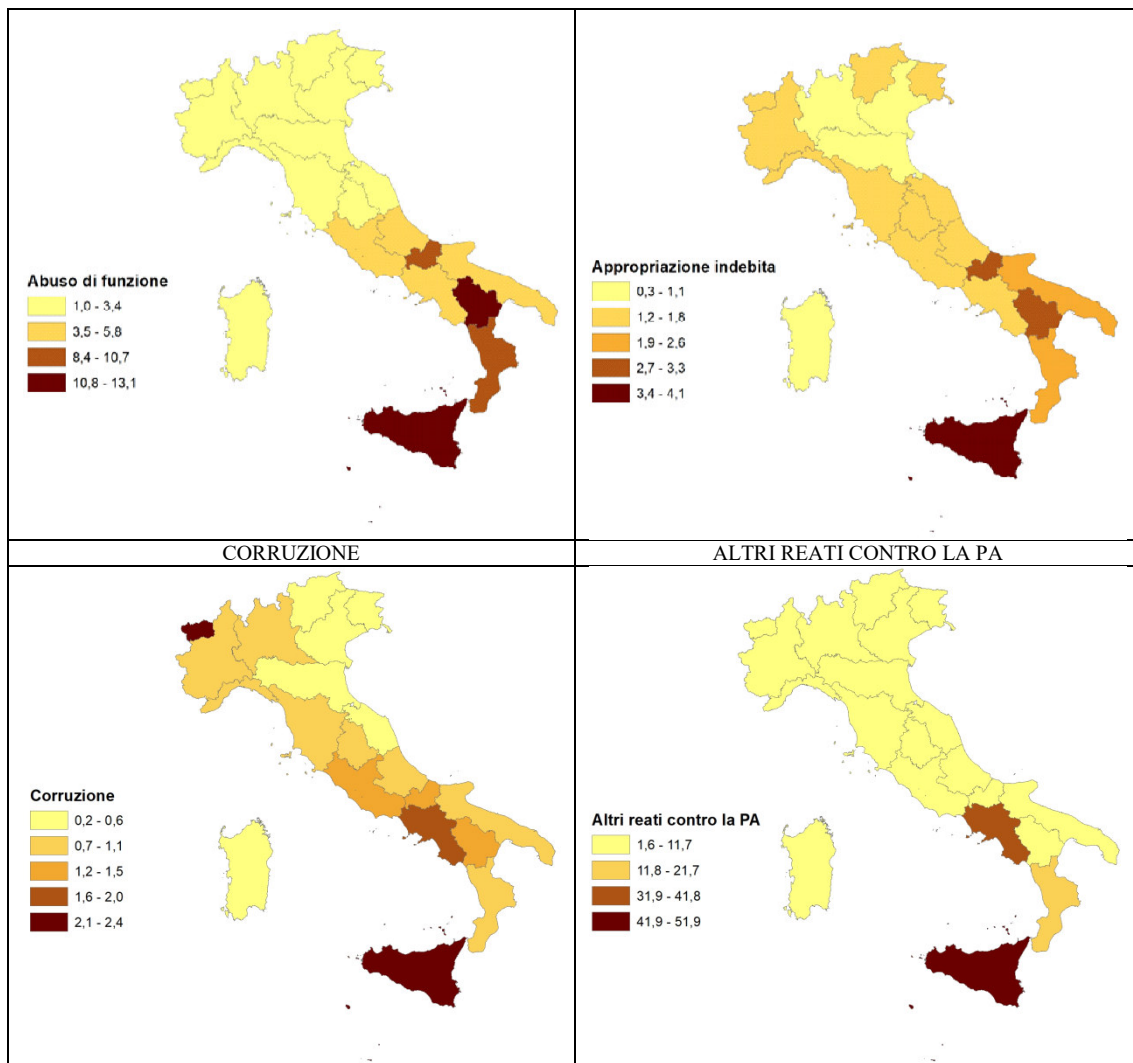 Abuso di funzione
1,0 - 3,4
3,5 - 5,8
8,4 - 10,7
10,8 - 13,1
Appropriazione indebita
0,3 - 1,1
1,2 - 1,8
1,9 - 2,6
2,7 - 3,3
3,4 - 4,1
CORRUZIONE
ALTRI REATI CONTRO LA PA
Corruzione
0,2 - 0,6
0,7 - 1,1
1,2 - 1,5
1,6 - 2,0
2,1 - 2,4
Altri reati contro la PA
1,6 - 11,7
11,8 - 21,7
31,9 - 41,8
41,9 - 51,9